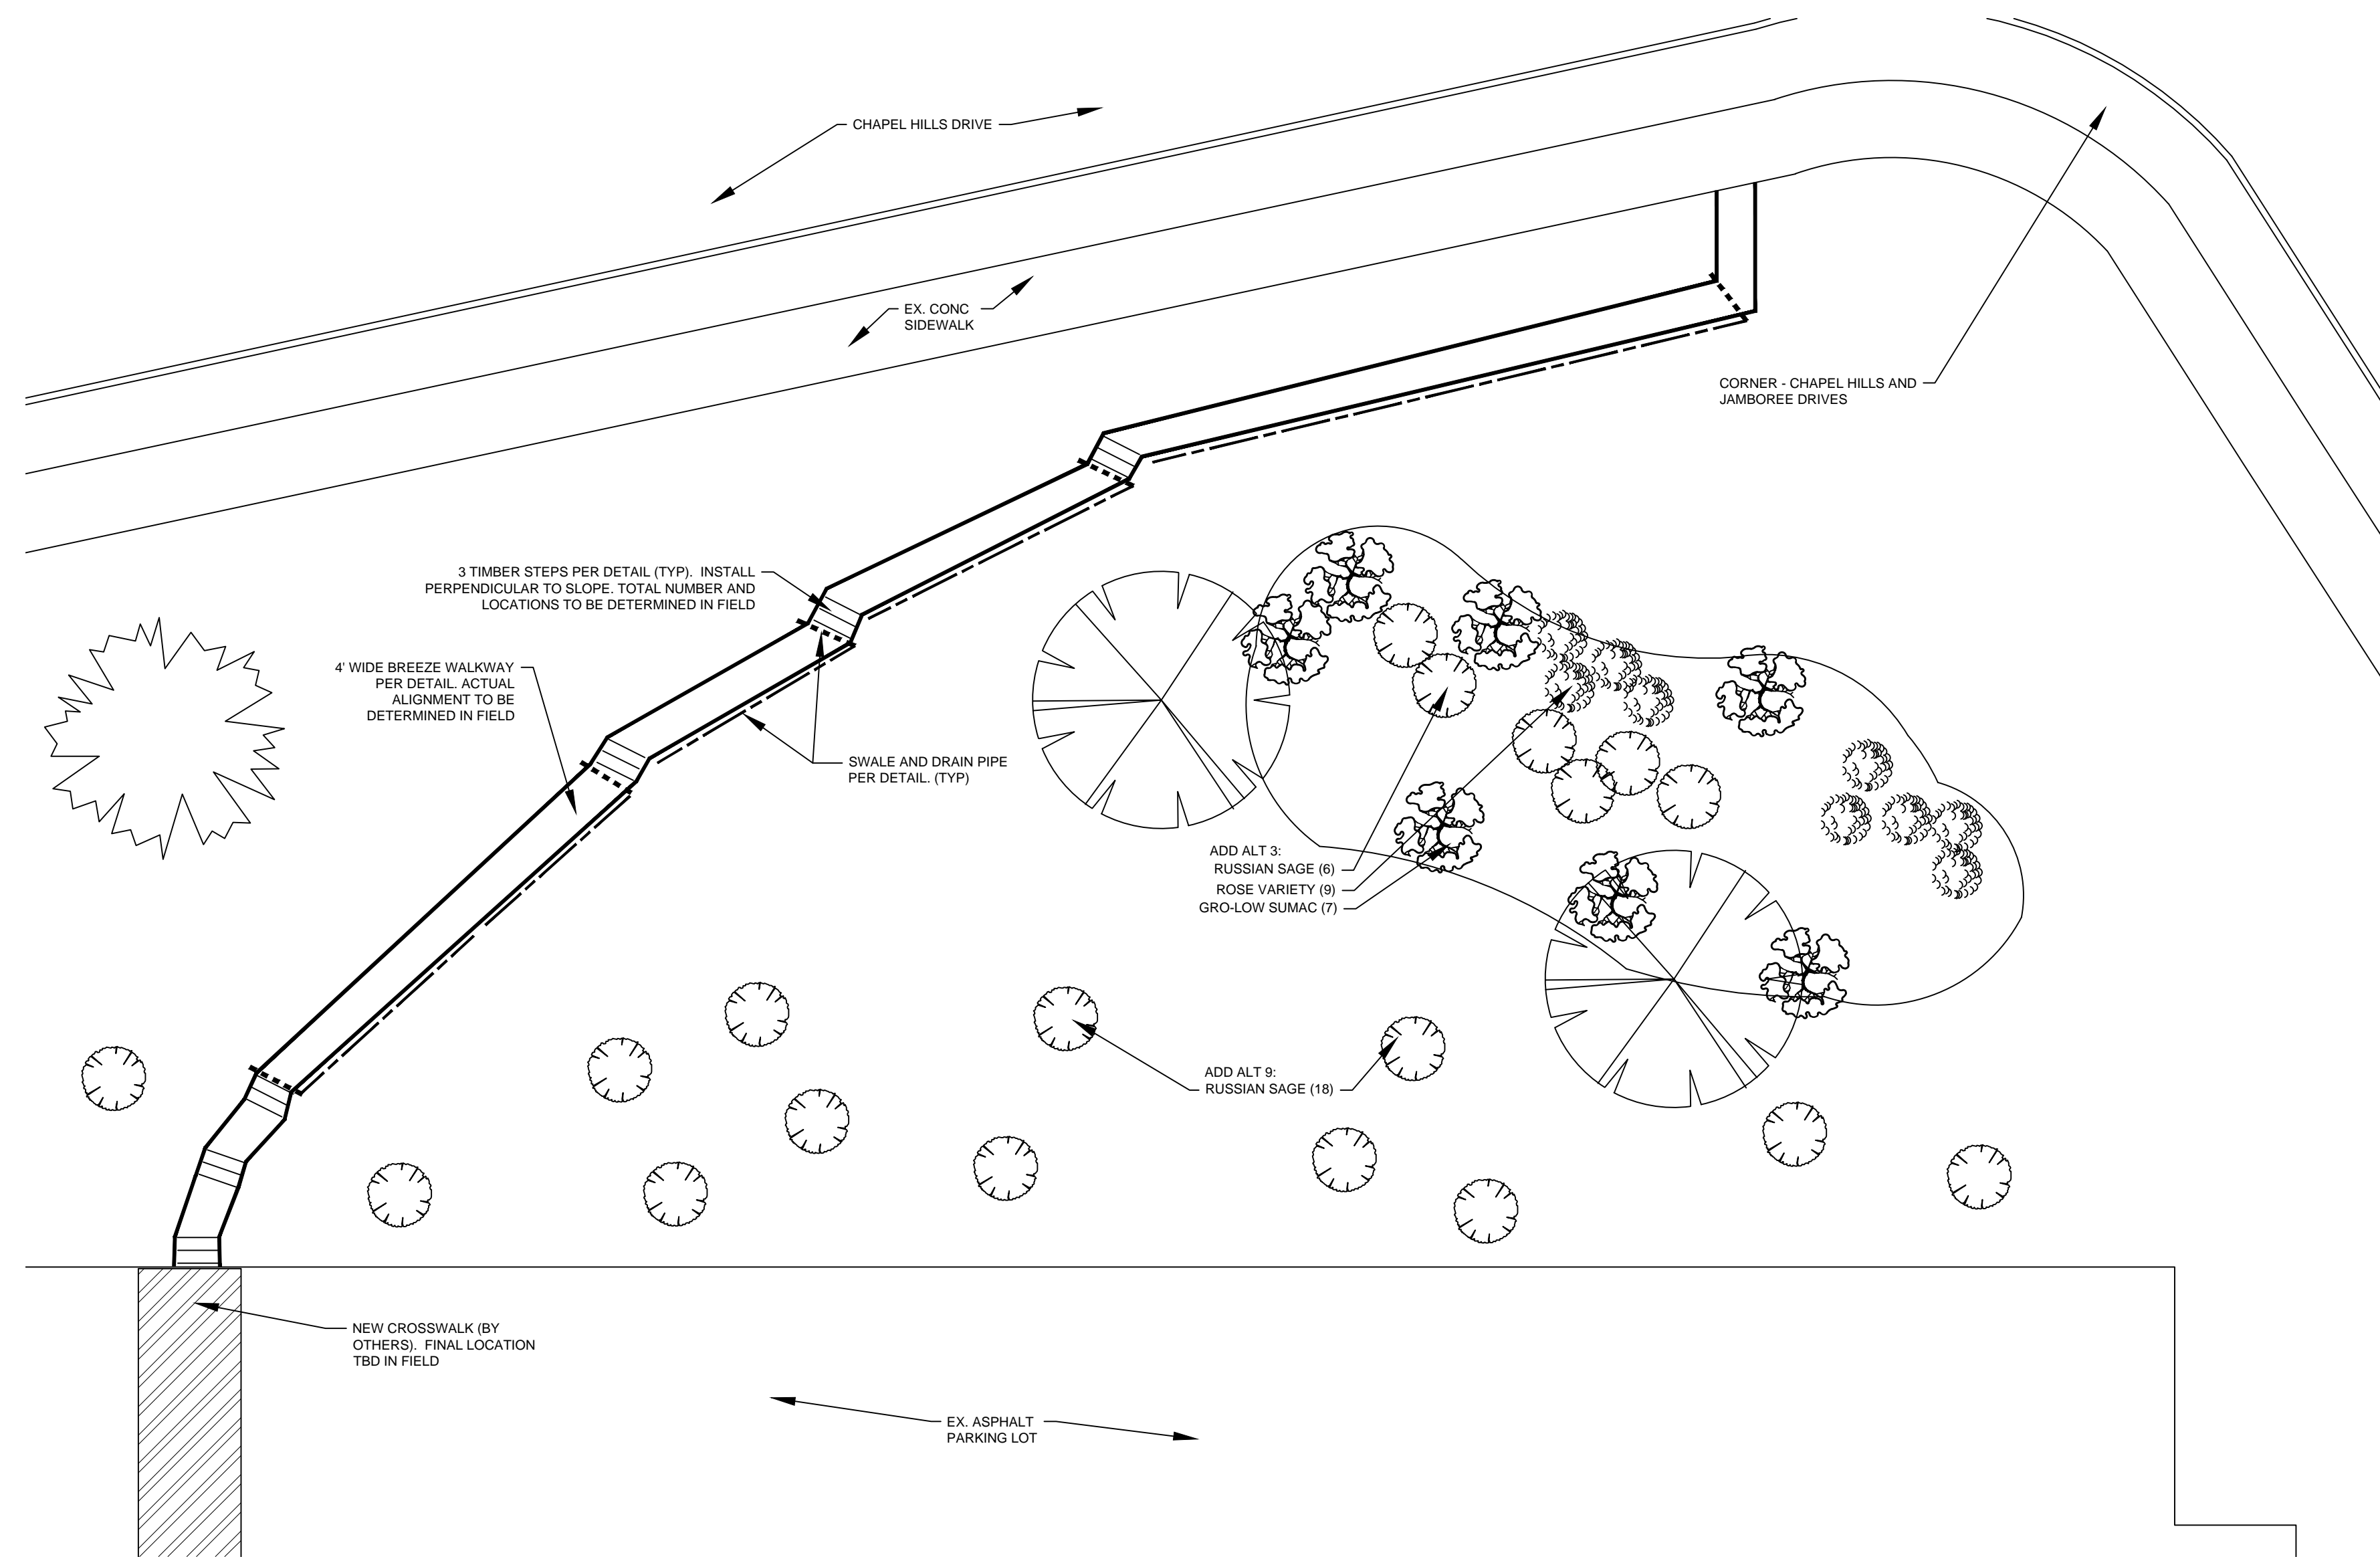 CHAPEL HILLS DRIVE
EX. CONC
SIDEWALK
CORNER - CHAPEL HILLS AND
JAMBOREE DRIVES
3 TIMBER STEPS PER DETAIL (TYP).  INSTALL
PERPENDICULAR TO SLOPE. TOTAL NUMBER AND
LOCATIONS TO BE DETERMINED IN FIELD
4' WIDE BREEZE WALKWAY
PER DETAIL. ACTUAL
ALIGNMENT TO BE
DETERMINED IN FIELD
SWALE AND DRAIN PIPE
PER DETAIL. (TYP)
ADD ALT 3:
RUSSIAN SAGE (6)
ROSE VARIETY (9)
GRO-LOW SUMAC (7)
ADD ALT 9:
RUSSIAN SAGE (18)
NEW CROSSWALK (BY
OTHERS).  FINAL LOCATION
TBD IN FIELD
EX. ASPHALT
PARKING LOT